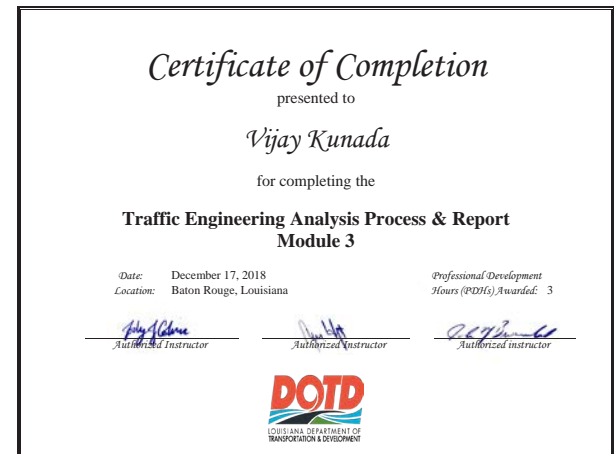 Certificate of Completion
presented to
Vijay Kunada
for completing the
Traffic Engineering Analysis Process & Report
Module 3
Date: December 17, 2018
Location: Baton Rouge, Louisiana
Professional Development
Hours (PDHs) Awarded: 3
Authorized Instructor
Authorized Instructor
Authorized instructor
DOTD
LOUISIANA DEPARTMENT OF
TRANSPORTATION & DEVELOPMENT